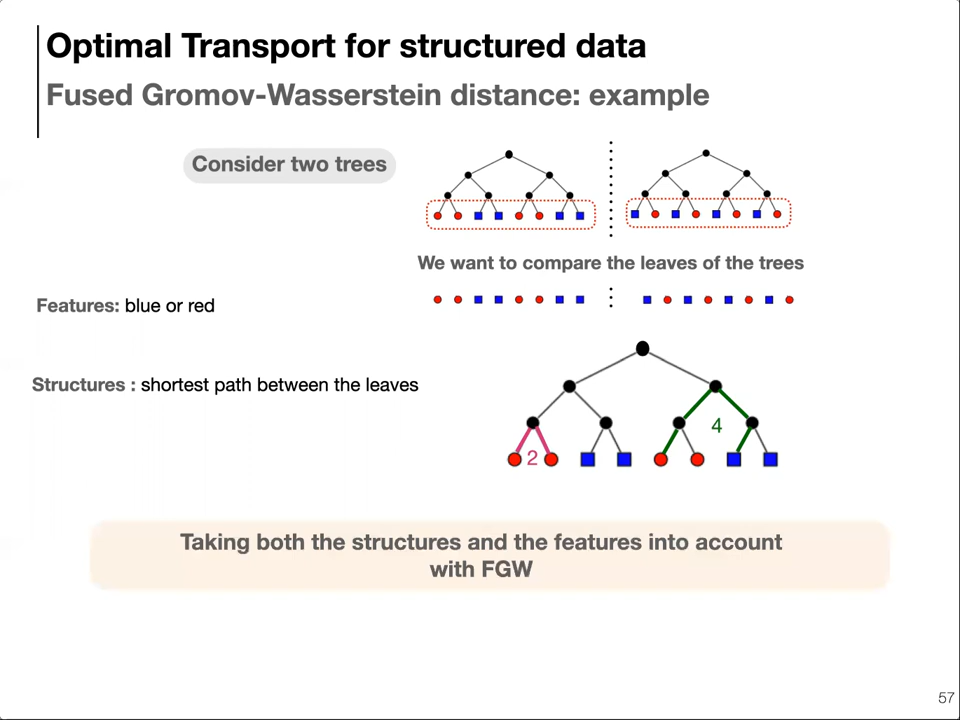 Optimal Transport for structured data
Fused Gromov-Wasserstein distance: example
Consider two trees
We want to compare the leaves of the trees
Features: blue or red
Structures : shortest path between the leaves
4
2
Taking both the structures and the features into account
with FGW
57